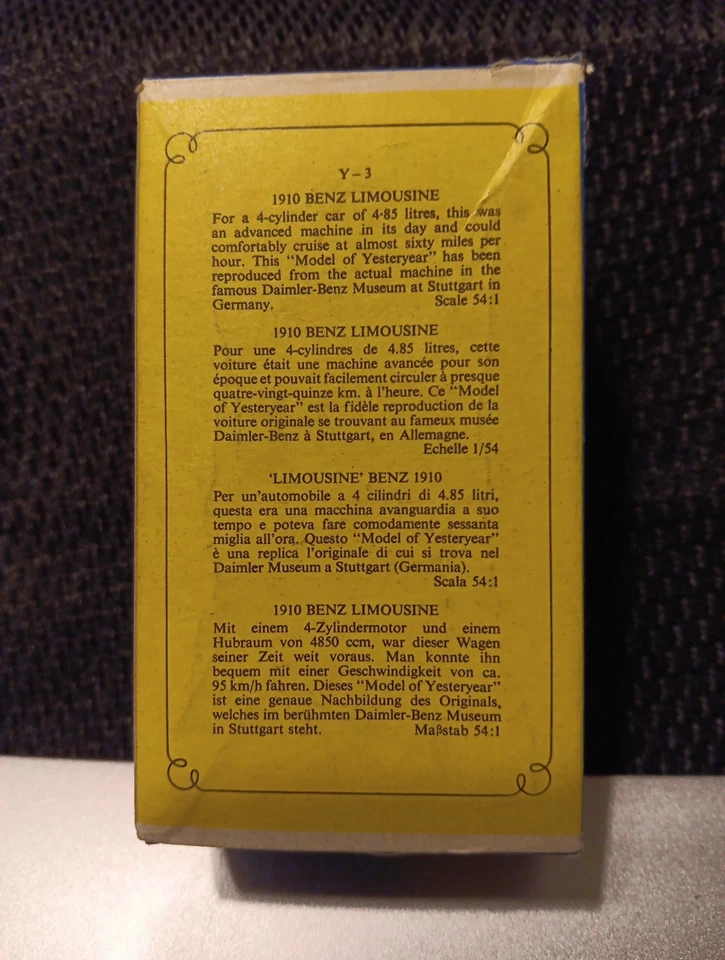 Y-3
1910 BENZ LIMOUSINE
For a 4-cylinder car of 4·85 litres, this was
an advanced machine in its day and could
comfortably cruise at almost sixty miles per
hour. This "Model of Yesteryear" has been
reproduced from the actual machine in the
famous Daimler-Benz Museum at Stuttgart in
Germany. Scale 54:1
1910 BENZ LIMOUSINE
Pour une 4-cylindres de 4.85 litres, cette
voiture était une machine avancée pour son
époque et pouvait facilement circuler à presque
quatre-vingt-quinze km. à l'heure. Ce "Model
of Yesteryear" est la fidèle reproduction de la
voiture originale se trouvant au fameux musée
Daimler-Benz à Stuttgart, en Allemagne.
Echelle 1/54
'LIMOUSINE' BENZ 1910
Per un'automobile a 4 cilindri di 4.85 litri,
questa era una macchina avanguardia a suo
tempo e poteva fare comodamente sessanta
miglia all'ora. Questo "Model of Yesteryear"
è una replica l'originale di cui si trova nel
Daimler Museum a Stuttgart (Germania).
Scala 54:1
1910 BENZ LIMOUSINE
Mit einem 4-Zylindermotor und einem
Hubraum von 4850 ccm, war dieser Wagen
seiner Zeit weit voraus. Man konnte ihn
bequem mit einer Geschwindigkeit von ca.
95 km/h fahren. Dieses "Model of Yesteryear"
ist eine genaue Nachbildung des Originals,
welches im berühmten Daimler-Benz Museum
in Stuttgart steht. Maßstab 54:1